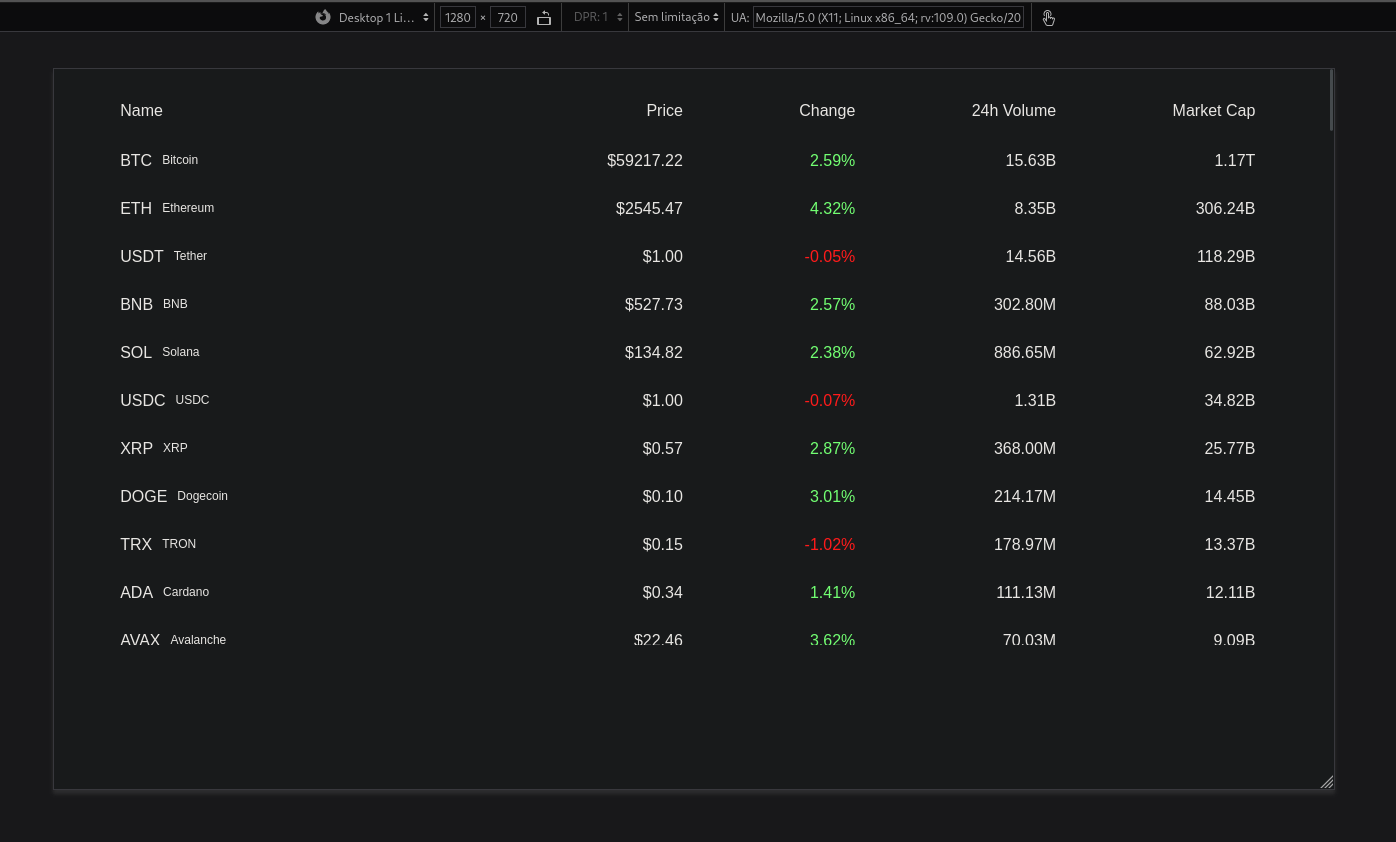 Desktop 1 Li... 1280 × 720 DPR: 1 Sem limitação UA: Mozilla/5.0 (X11; Linux x86_64; rv:109.0) Gecko/20
Name Price Change 24h Volume Market Cap
BTC Bitcoin $59217.22 2.59% 15.63B 1.17T
ETH Ethereum $2545.47 4.32% 8.35B 306.24B
USDT Tether $1.00 -0.05% 14.56B 118.29B
BNB BNB $527.73 2.57% 302.80M 88.03B
SOL Solana $134.82 2.38% 886.65M 62.92B
USDC USDC $1.00 -0.07% 1.31B 34.82B
XRP XRP $0.57 2.87% 368.00M 25.77B
DOGE Dogecoin $0.10 3.01% 214.17M 14.45B
TRX TRON $0.15 -1.02% 178.97M 13.37B
ADA Cardano $0.34 1.41% 111.13M 12.11B
AVAX Avalanche $22.46 3.62% 70.03M 9.09B